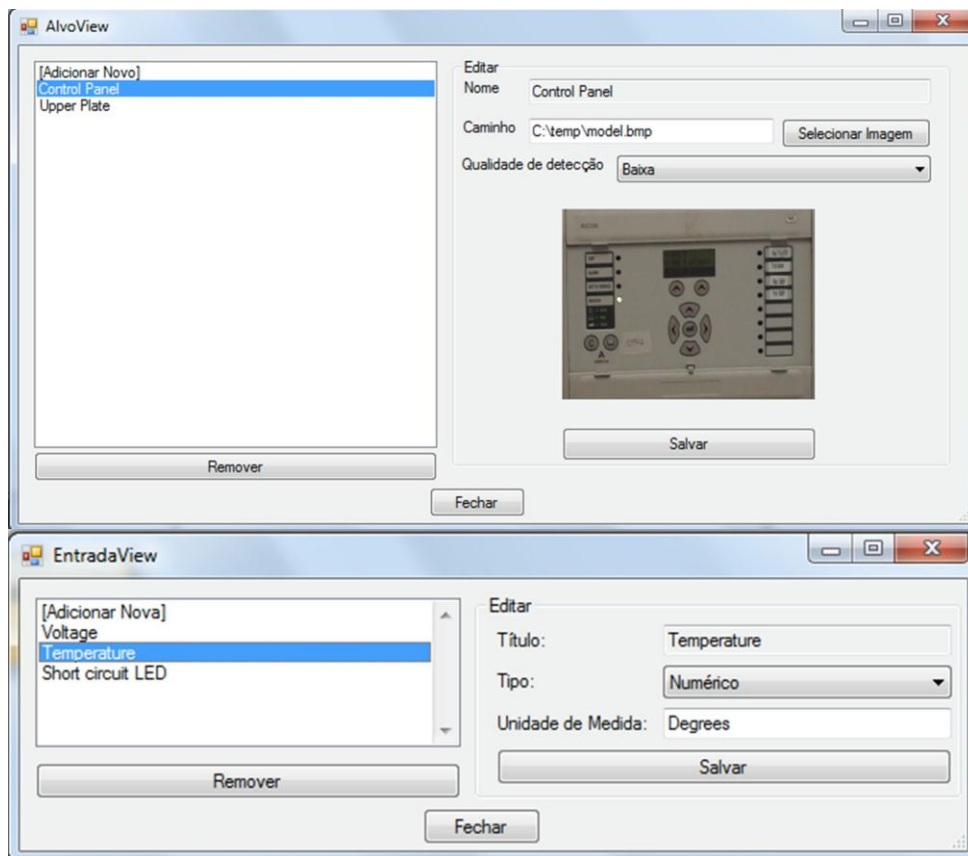 AlvoView
[Adicionar Novo]
Control Panel
Upper Plate
Remover
Editar
Nome
Control Panel
Caminho
C:\temp\model.bmp
Selecionar Imagem
Qualidade de detecção
Baixa
Salvar
Fechar
EntradaView
[Adicionar Nova]
Voltage
Temperature
Short circuit LED
Remover
Editar
Título:
Temperature
Tipo:
Numérico
Unidade de Medida:
Degrees
Salvar
Fechar